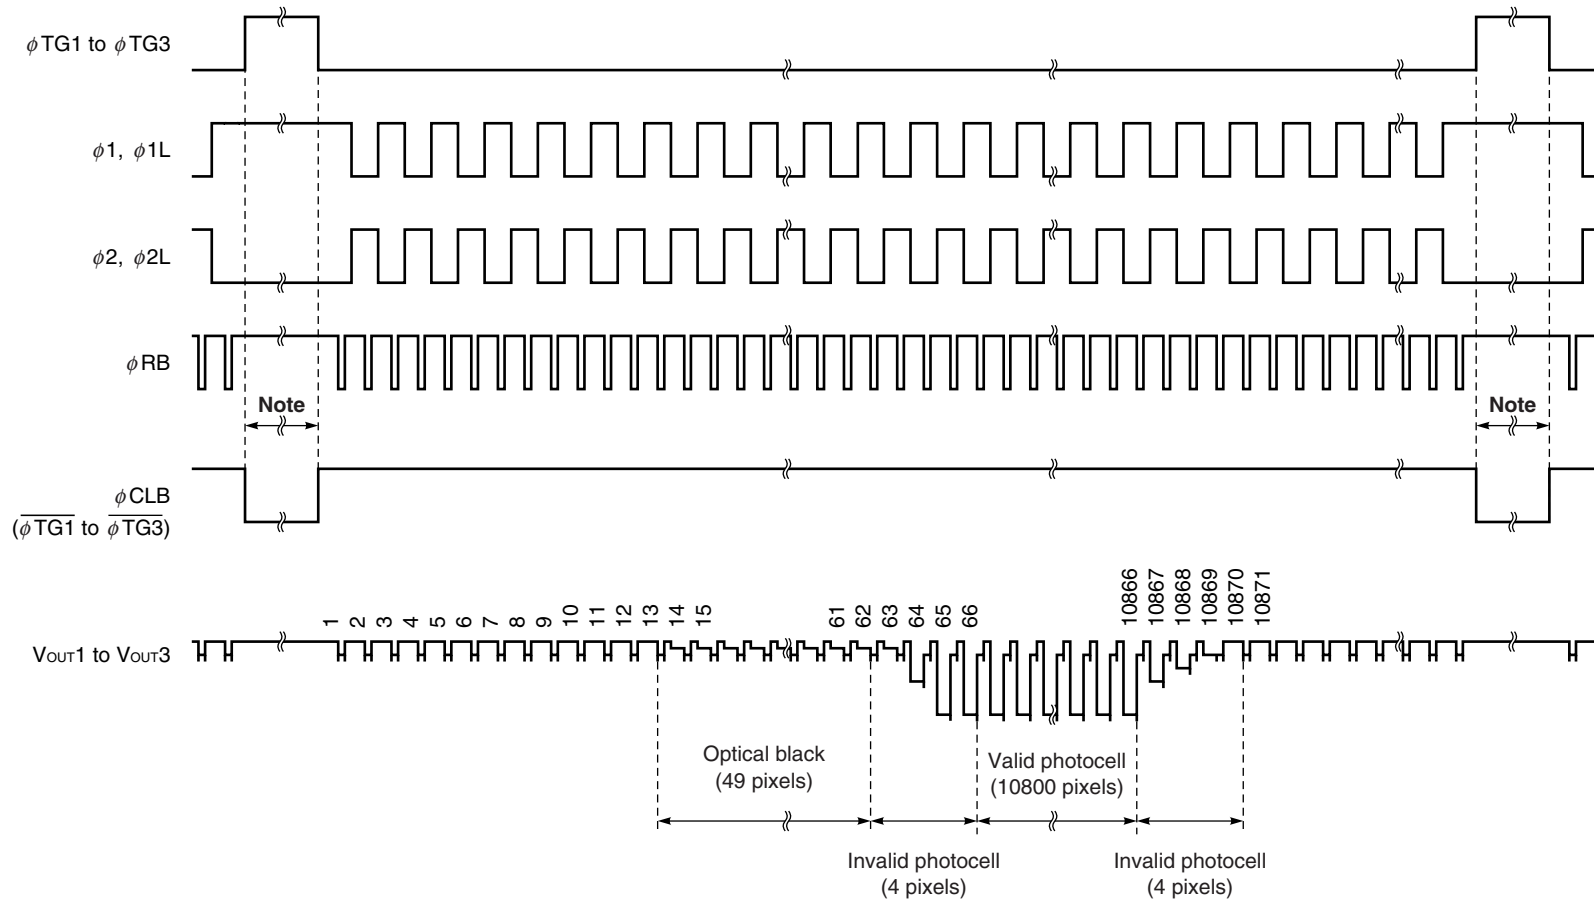 φTG1 to φTG3
φ1, φ1L
φ2, φ2L
φRB
Note
Note
φCLB
(φTG1 to φTG3)
1 2 3 4 5 6 7 8 9 10 11 12 13 14 15 61 62 63 64 65 66 10866 10867 10868 10869 10870 10871
VOUT1 to VOUT3
Optical black
(49 pixels)
Valid photocell
(10800 pixels)
Invalid photocell
(4 pixels)
Invalid photocell
(4 pixels)